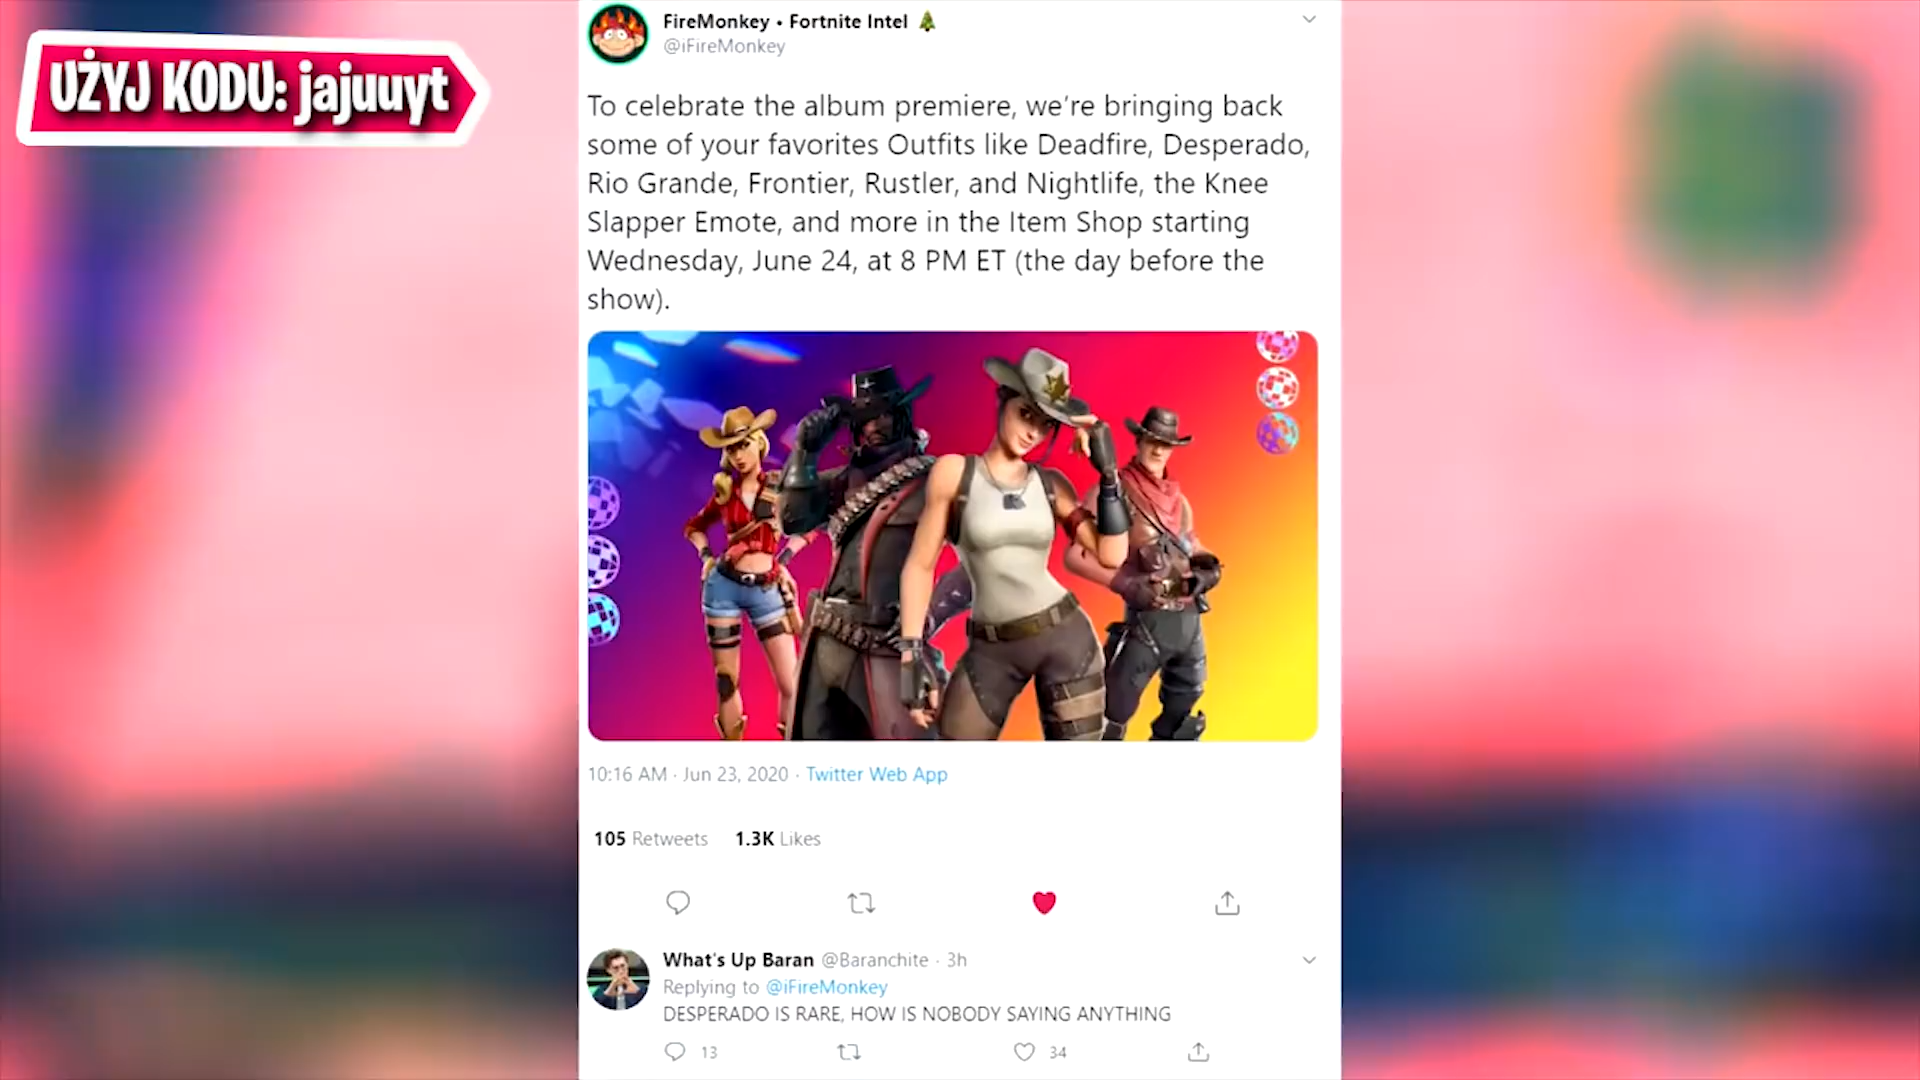 UŻYJ KODU: jajuuyt
FireMonkey • Fortnite Intel
@iFireMonkey
To celebrate the album premiere, we're bringing back
some of your favorites Outfits like Deadfire, Desperado,
Rio Grande, Frontier, Rustler, and Nightlife, the Knee
Slapper Emote, and more in the Item Shop starting
Wednesday, June 24, at 8 PM ET (the day before the
show).
10:16 AM · Jun 23, 2020 · Twitter Web App
105 Retweets 1.3K Likes
What's Up Baran @Baranchite · 3h
Replying to @iFireMonkey
DESPERADO IS RARE, HOW IS NOBODY SAYING ANYTHING
13 34